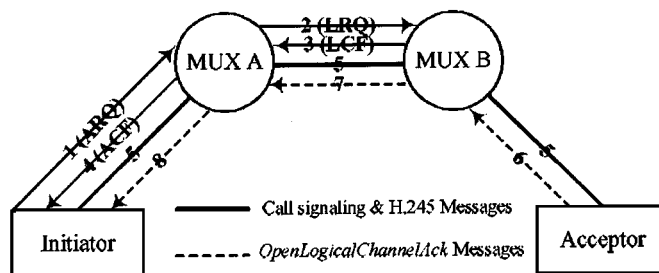 2 (LRQ)
3 (LCF)
MUX A
5
MUX B
7
1 (ARQ)
4 (ACF)
5
8
6
5
Call signaling & H.245 Messages
Initiator
OpenLogicalChannelAck Messages
Acceptor